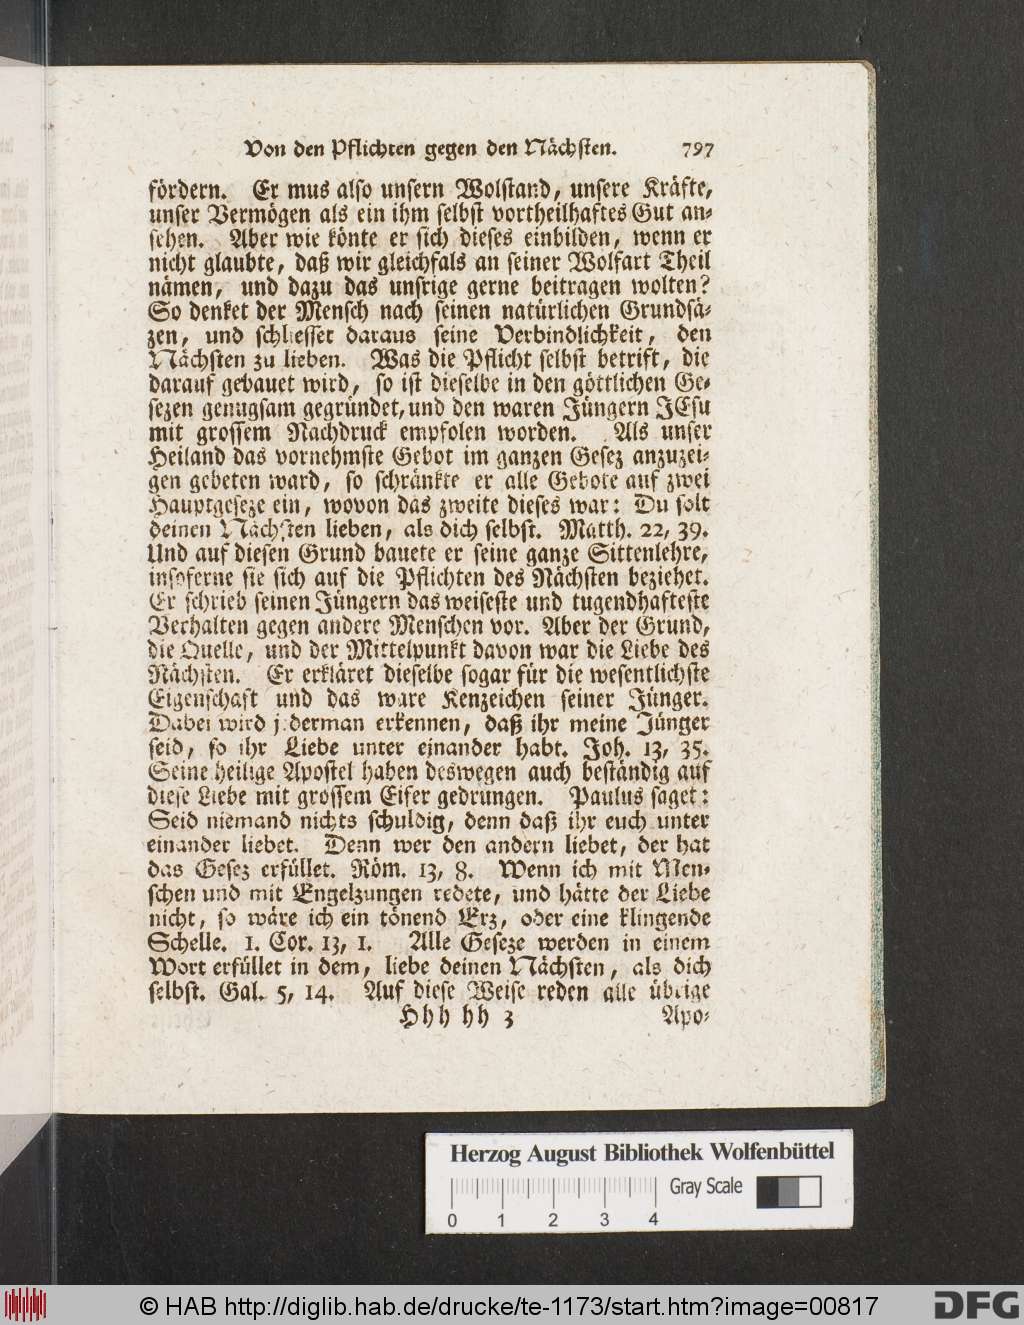 Von den Pflichten gegen den Nächsten. 797
fördern. Er mus also unsern Wolstand, unsere Kräfte,
unser Vermögen als ein ihm selbst vortheilhaftes Gut an-
sehen. Aber wie könte er sich dieses einbilden, wenn er
nicht glaubte, daß wir gleichfals an seiner Wolfart Theil
nämen, und dazu das unsrige gerne beitragen wolten?
So denket der Mensch nach seinen natürlichen Grundsä-
zen, und schliesset daraus seine Verbindlichkeit, den
Nächsten zu lieben. Was die Pflicht selbst betrift, die
darauf gebauet wird, so ist dieselbe in den göttlichen Ge-
sezen genugsam gegründet, und den waren Jüngern JEsu
mit grossem Nachdruck empfolen worden. Als unser
Heiland das vornehmste Gebot im ganzen Gesez anzuzei-
gen gebeten ward, so schränkte er alle Gebote auf zwei
Hauptgeseze ein, wovon das zweite dieses war: Du solt
deinen Nächsten lieben, als dich selbst. Matth. 22, 39.
Und auf diesen Grund bauete er seine ganze Sittenlehre,
insoferne sie sich auf die Pflichten des Nächsten beziehet.
Er schrieb seinen Jüngern das weiseste und tugendhafteste
Verhalten gegen andere Menschen vor. Aber der Grund,
die Quelle, und der Mittelpunkt davon war die Liebe des
Nächsten. Er erkläret dieselbe sogar für die wesentlichste
Eigenschaft und das ware Kenzeichen seiner Jünger.
Dabei wird jederman erkennen, daß ihr meine Jünger
seid, so ihr Liebe unter einander habt. Joh. 13, 35.
Seine heilige Apostel haben deswegen auch beständig auf
diese Liebe mit grossem Eifer gedrungen. Paulus saget:
Seid niemand nichts schuldig, denn daß ihr euch unter
einander liebet. Denn wer den andern liebet, der hat
das Gesez erfüllet. Röm. 13, 8. Wenn ich mit Men-
schen und mit Engelzungen redete, und hätte der Liebe
nicht, so wäre ich ein tönend Erz, oder eine klingende
Schelle. 1. Cor. 13, 1. Alle Geseze werden in einem
Wort erfüllet in dem, liebe deinen Nächsten, als dich
selbst. Gal. 5, 14. Auf diese Weise reden alle übrige
Hhh hh 3 Apo-
Herzog August Bibliothek Wolfenbüttel
Gray Scale
0 1 2 3 4
© HAB http://diglib.hab.de/drucke/te-1173/start.htm?image=00817
DFG